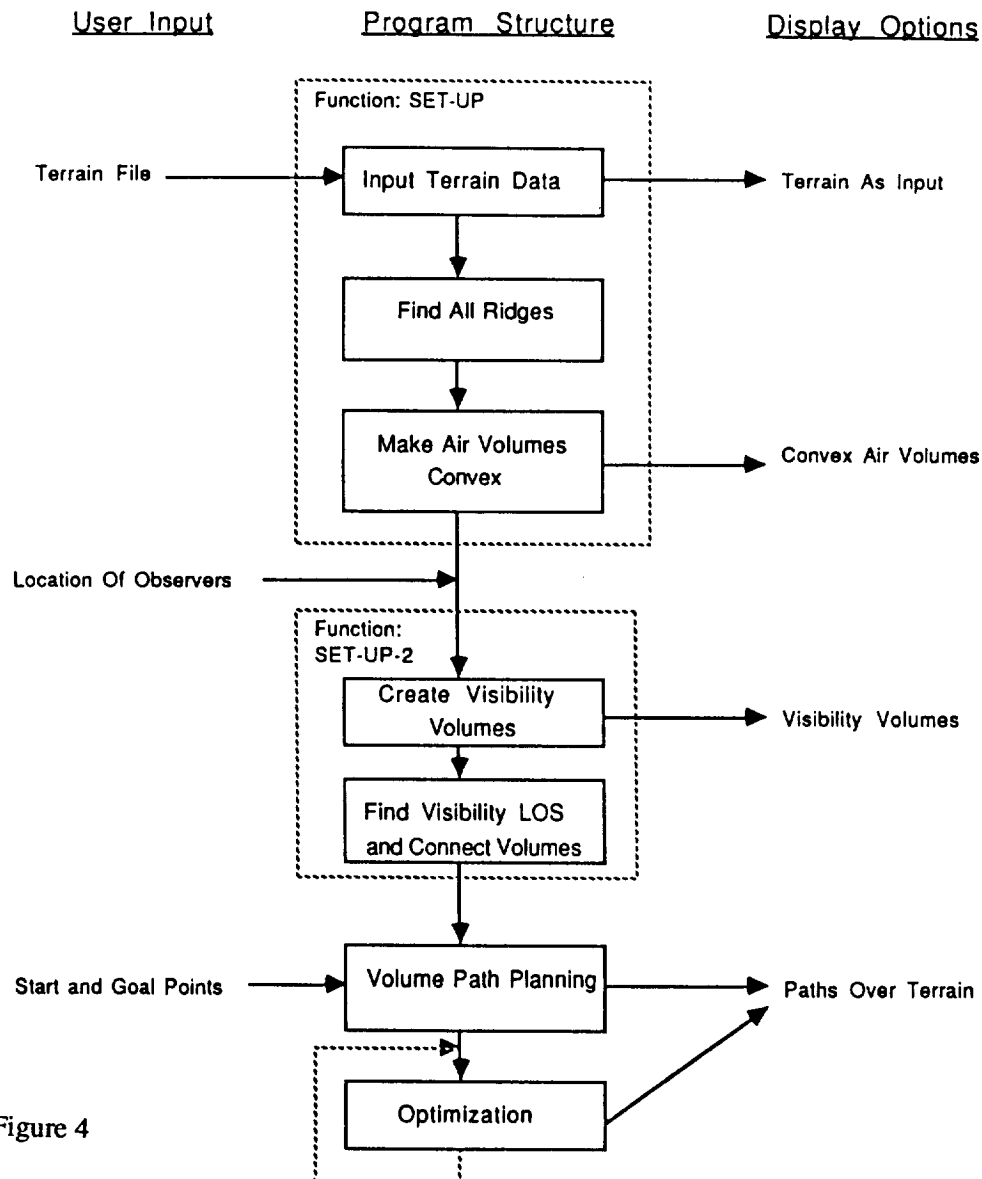 User Input Program Structure Display Options
Function: SET-UP
Terrain File Input Terrain Data Terrain As Input
Find All Ridges
Make Air Volumes
Convex
Convex Air Volumes
Location Of Observers
Function:
SET-UP-2
Create Visibility
Volumes
Visibility Volumes
Find Visibility LOS
and Connect Volumes
Start and Goal Points Volume Path Planning Paths Over Terrain
Optimization
Figure 4